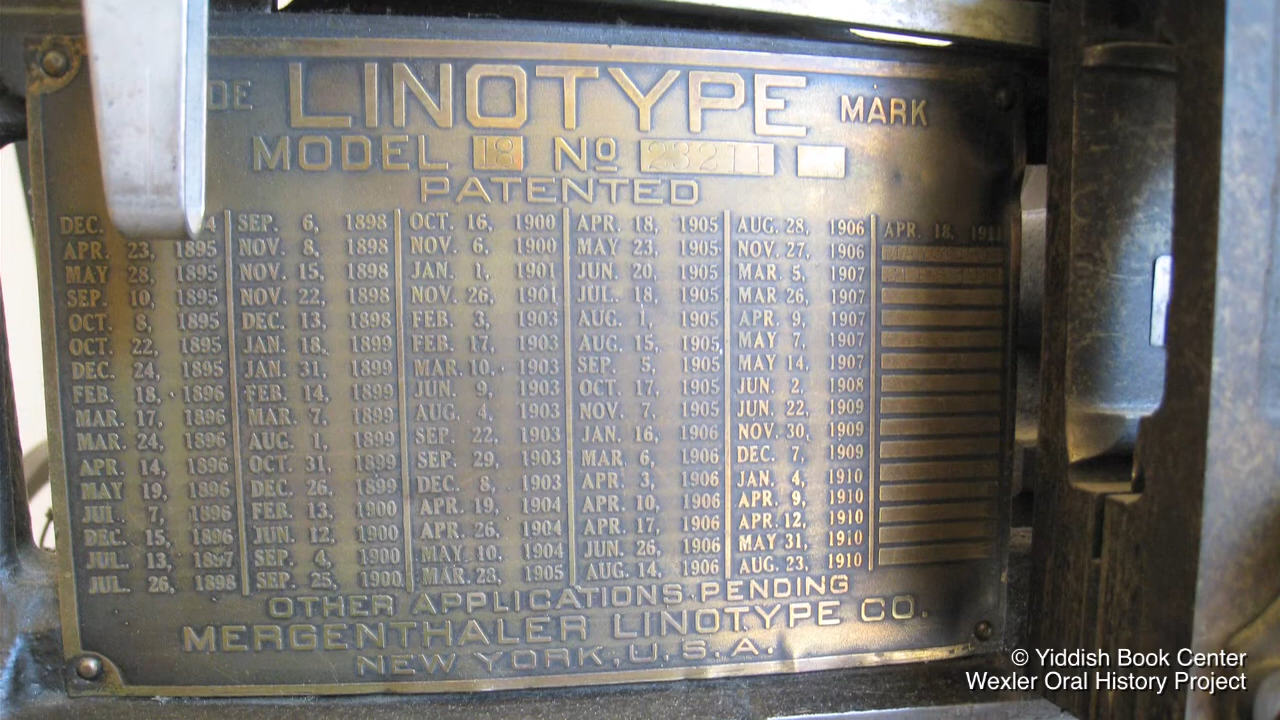 LINOTYPE MARK
MODEL 18 Nº 23211
PATENTED
DEC. 4 SEP. 6, 1898 OCT. 16, 1900 APR. 18, 1905 AUG. 28, 1906 APR. 18, 1911
APR. 23, 1895 NOV. 8, 1898 NOV. 6, 1900 MAY 23, 1905 NOV. 27, 1906
MAY 28, 1895 NOV. 15, 1898 JAN. 1, 1901 JUN. 20, 1905 MAR. 5, 1907
SEP. 10, 1895 NOV. 22, 1898 NOV. 26, 1901 JUL. 18, 1905 MAR 26, 1907
OCT. 8, 1895 DEC. 13, 1898 FEB. 3, 1903 AUG. 1, 1905 APR. 9, 1907
OCT. 22, 1895 JAN. 18, 1899 FEB. 17, 1903 AUG. 15, 1905 MAY 7, 1907
DEC. 24, 1895 JAN. 31, 1899 MAR. 10, 1903 SEP. 5, 1905 MAY 14, 1907
FEB. 18, 1896 FEB. 14, 1899 JUN. 9, 1903 OCT. 17, 1905 JUN. 2, 1908
MAR. 17, 1896 MAR. 7, 1899 AUG. 4, 1903 NOV. 7, 1905 JUN. 22, 1909
MAR. 24, 1896 AUG. 1, 1899 SEP. 22, 1903 JAN. 16, 1906 NOV. 30, 1909
APR. 14, 1896 OCT. 31, 1899 SEP. 29, 1903 MAR. 6, 1906 DEC. 7, 1909
MAY 19, 1896 DEC. 26, 1899 DEC. 8, 1903 APR. 3, 1906 JAN. 4, 1910
JUL. 7, 1896 FEB. 13, 1900 APR. 19, 1904 APR. 10, 1906 APR. 9, 1910
DEC. 15, 1896 JUN. 12, 1900 APR. 26, 1904 APR. 17, 1906 APR. 12, 1910
JUL. 13, 1897 SEP. 4, 1900 MAY. 10, 1904 JUN. 26, 1906 MAY 31, 1910
JUL. 26, 1898 SEP. 25, 1900 MAR. 28, 1905 AUG. 14, 1906 AUG. 23, 1910
OTHER APPLICATIONS PENDING
MERGENTHALER LINOTYPE CO.
NEW YORK, U.S.A.
© Yiddish Book Center
Wexler Oral History Project